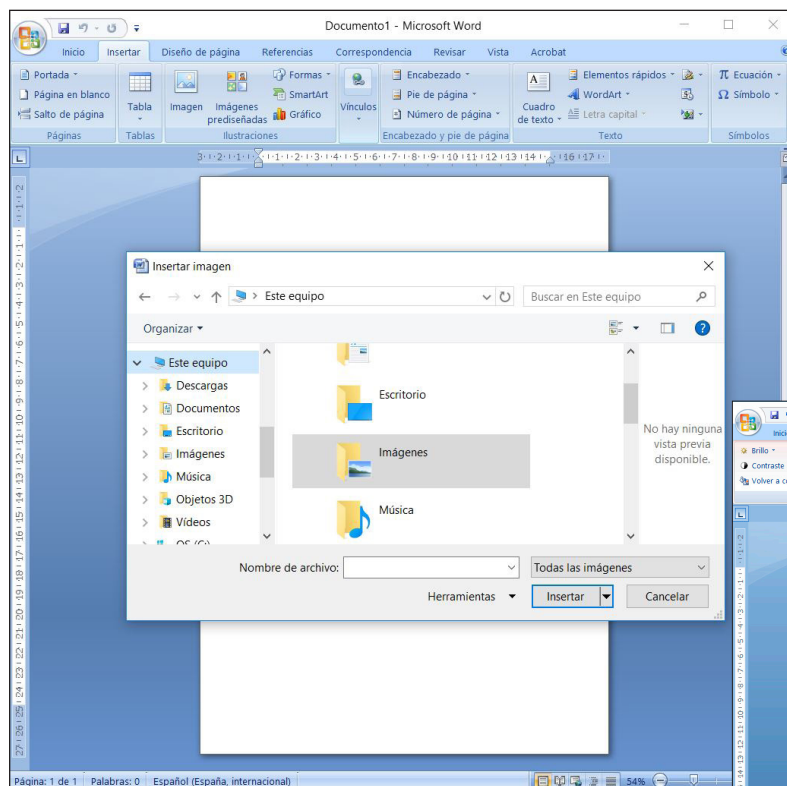 Documento1 - Microsoft Word
Inicio Insertar Diseño de página Referencias Correspondencia Revisar Vista Acrobat
Portada
Página en blanco
Salto de página
Páginas
Tabla
Tablas
Imagen
Imágenes prediseñadas
Formas
SmartArt
Gráfico
Ilustraciones
Vínculos
Encabezado
Pie de página
Número de página
Encabezado y pie de página
Cuadro de texto
Elementos rápidos
WordArt
Letra capital
Texto
Ecuación
Símbolo
Símbolos
Insertar imagen
Este equipo
Buscar en Este equipo
Organizar
Este equipo
Descargas
Documentos
Escritorio
Imágenes
Música
Objetos 3D
Vídeos
Escritorio
Imágenes
Música
No hay ninguna
vista previa
disponible.
Nombre de archivo:
Todas las imágenes
Herramientas Insertar Cancelar
Brillo
Contraste
Página: 1 de 1 Palabras: 0 Español (España, internacional) 54%